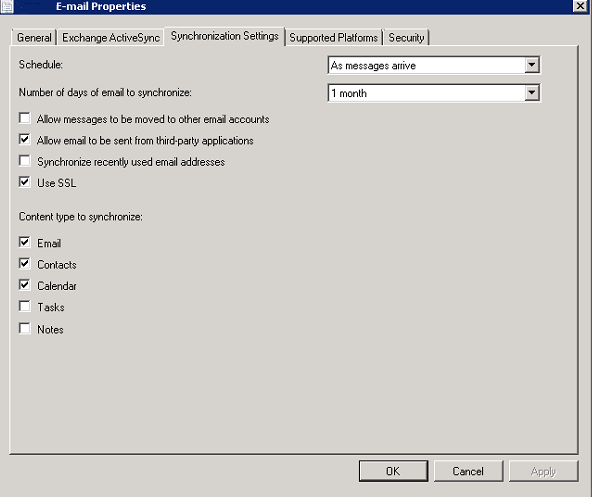 E-mail Properties
General Exchange ActiveSync Synchronization Settings Supported Platforms Security
Schedule: As messages arrive
Number of days of email to synchronize: 1 month
Allow messages to be moved to other email accounts
Allow email to be sent from third-party applications
Synchronize recently used email addresses
Use SSL
Content type to synchronize:
Email
Contacts
Calendar
Tasks
Notes
OK Cancel Apply